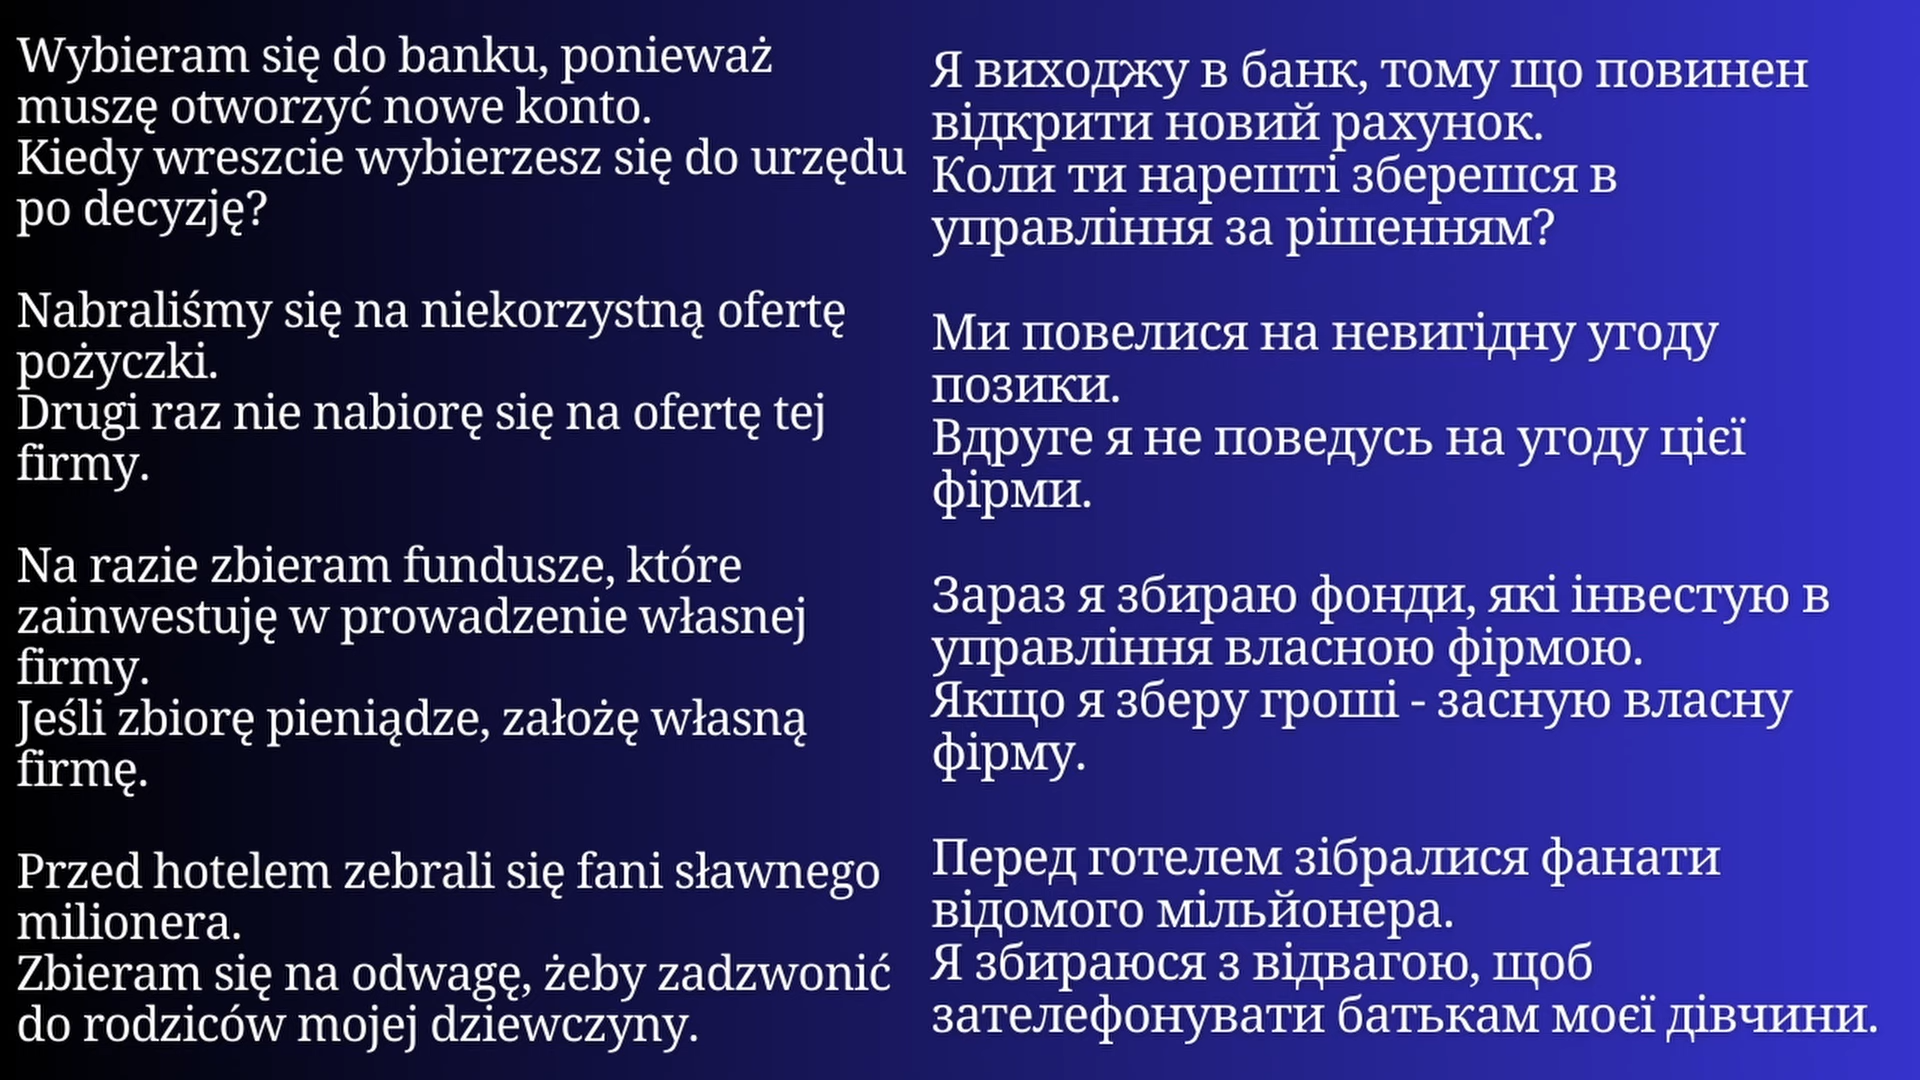 Wybieram się do banku, ponieważ
muszę otworzyć nowe konto.
Kiedy wreszcie wybierzesz się do urzędu
po decyzję?
Nabraliśmy się na niekorzystną ofertę
pożyczki.
Drugi raz nie nabiorę się na ofertę tej
firmy.
Na razie zbieram fundusze, które
zainwestuję w prowadzenie własnej
firmy.
Jeśli zbiorę pieniądze, założę własną
firmę.
Przed hotelem zebrali się fani sławnego
milionera.
Zbieram się na odwagę, żeby zadzwonić
do rodziców mojej dziewczyny.
Я виходжу в банк, тому що повинен
відкрити новий рахунок.
Коли ти нарешті зберешся в
управління за рішенням?
Ми повелися на невигідну угоду
позики.
Вдруге я не поведусь на угоду цієї
фірми.
Зараз я збираю фонди, які інвестую в
управління власною фірмою.
Якщо я зберу гроші - засную власну
фірму.
Перед готелем зібралися фанати
відомого мільйонера.
Я збираюся з відвагою, щоб
зателефонувати батькам моєї дівчини.